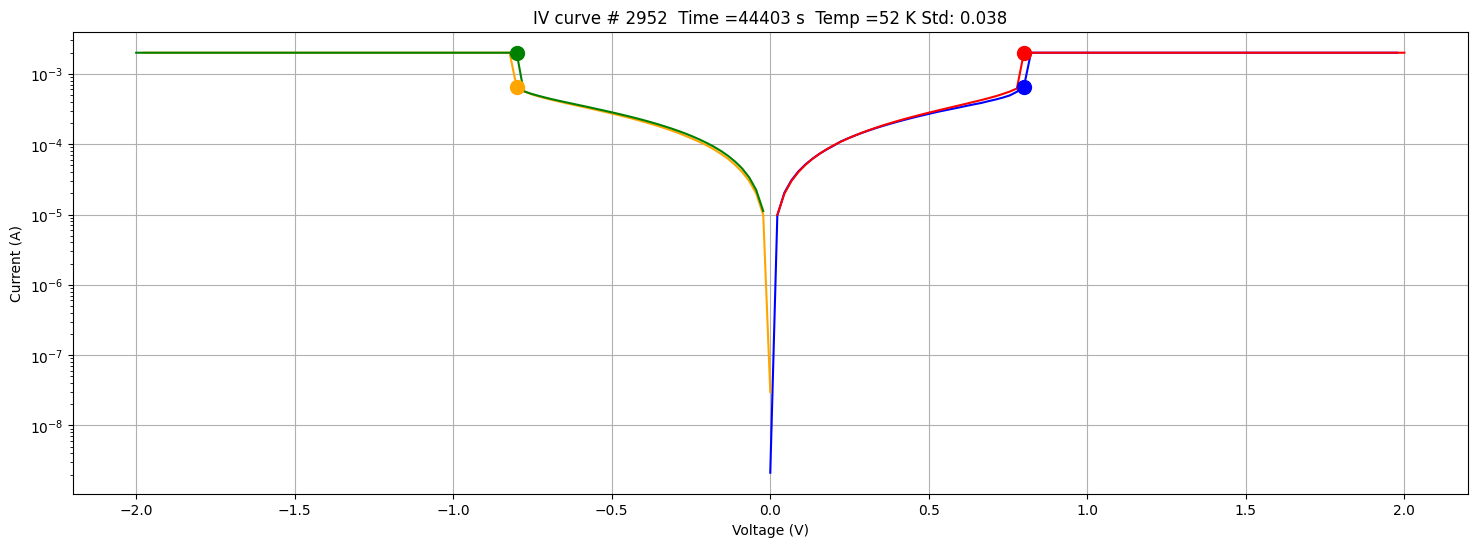 IV curve # 2952  Time =44403 s  Temp =52 K Std: 0.038
Current (A)
10⁻³
10⁻⁴
10⁻⁵
10⁻⁶
10⁻⁷
10⁻⁸
−2.0 −1.5 −1.0 −0.5 0.0 0.5 1.0 1.5 2.0
Voltage (V)